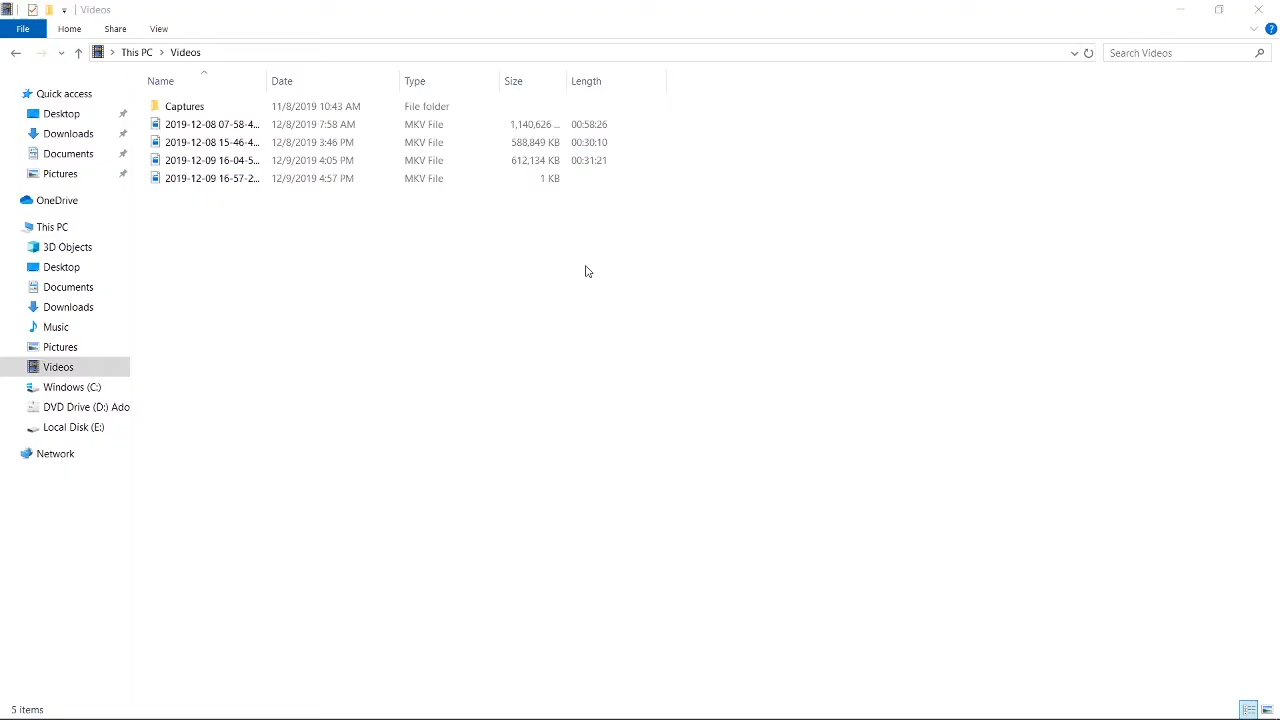 Videos
File Home Share View
This PC Videos Search Videos
Name Date Type Size Length
Quick access
Desktop
Downloads
Documents
Pictures
OneDrive
This PC
3D Objects
Desktop
Documents
Downloads
Music
Pictures
Videos
Windows (C:)
DVD Drive (D:) Ado
Local Disk (E:)
Network
Captures 11/8/2019 10:43 AM File folder
2019-12-08 07-58-4... 12/8/2019 7:58 AM MKV File 1,140,626 ... 00:58:26
2019-12-08 15-46-4... 12/8/2019 3:46 PM MKV File 588,849 KB 00:30:10
2019-12-09 16-04-5... 12/9/2019 4:05 PM MKV File 612,134 KB 00:31:21
2019-12-09 16-57-2... 12/9/2019 4:57 PM MKV File 1 KB
5 items